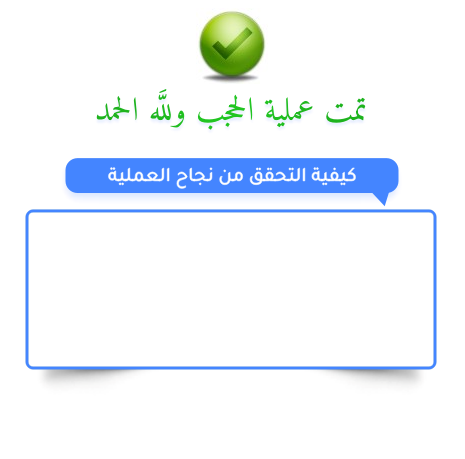 تمت عملية الحجب ولله الحمد
كيفية التحقق من نجاح العملية